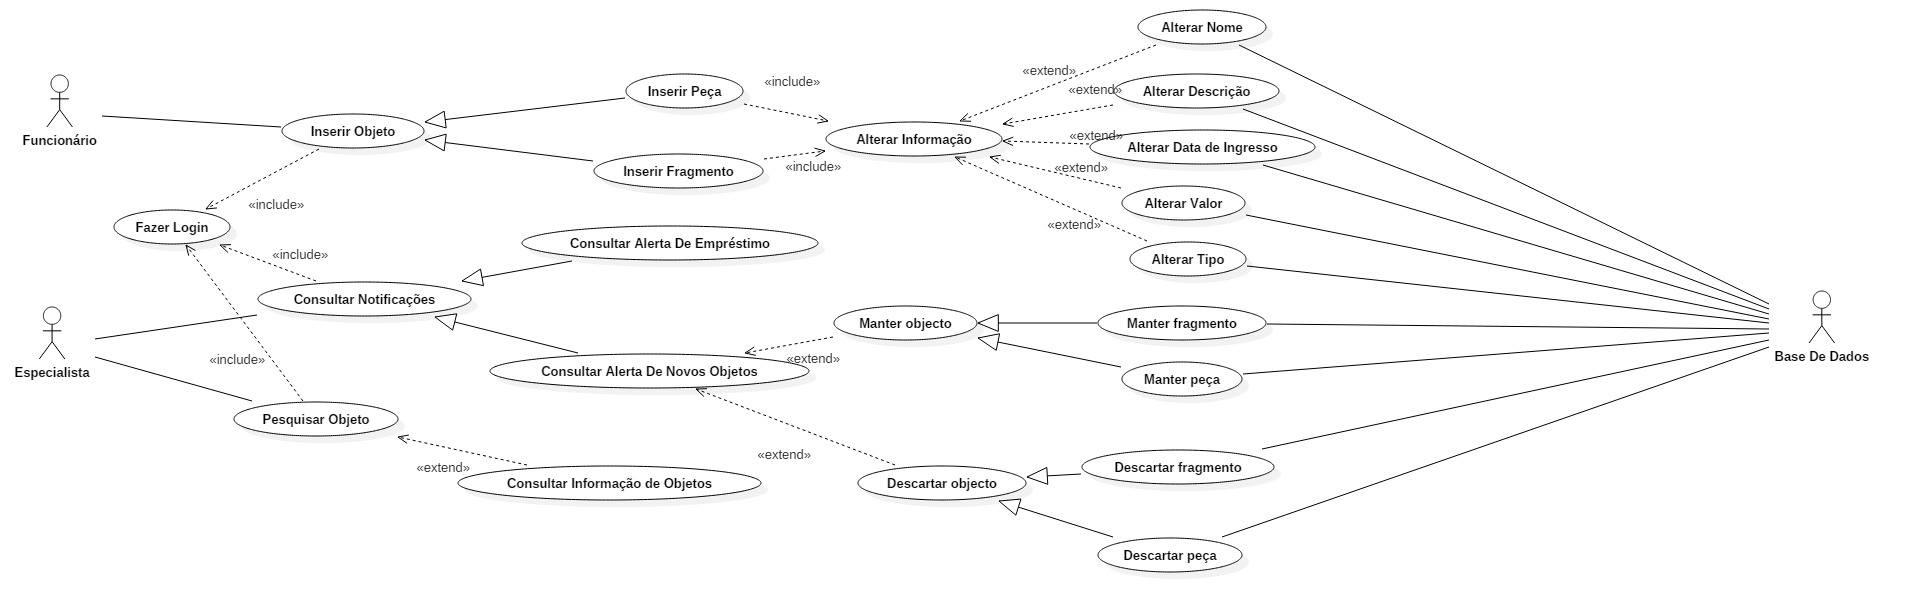 Alterar Nome
«extend»
«include»
Inserir Peça
«extend»
Alterar Descrição
Funcionário
Inserir Objeto
Alterar Informação
«extend»
Alterar Data de Ingresso
Inserir Fragmento
«include»
«extend»
«include»
Alterar Valor
Fazer Login
«extend»
Consultar Alerta De Empréstimo
«include»
Alterar Tipo
Consultar Notificações
Manter objecto
Manter fragmento
Base De Dados
«include»
«extend»
Especialista
Consultar Alerta De Novos Objetos
Manter peça
Pesquisar Objeto
«extend»
«extend»
Descartar fragmento
Consultar Informação de Objetos
Descartar objecto
Descartar peça